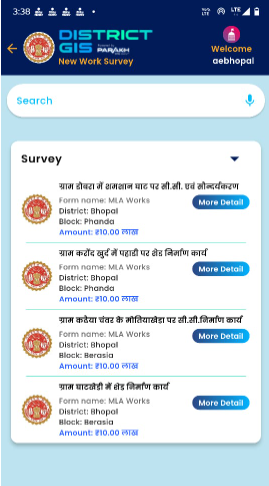 3:38
LTE
DISTRICT
GIS
PARAKH
New Work Survey
Welcome
aebhopal
Search
Survey
ग्राम डोबरा में शमशान घाट पर सी.सी. एवं सौन्दर्यकरण
Form name: MLA Works
District: Bhopal
More Detail
Block: Phanda
Amount: ₹10.00 लाख
ग्राम करोंद खुर्द में पहाडी पर शेड निर्माण कार्य
Form name: MLA Works
District: Bhopal
More Detail
Block: Phanda
Amount: ₹10.00 लाख
ग्राम कढैया चंवर के मोतियाखेडा पर सी.सी.निर्माण कार्य
Form name: MLA Works
District: Bhopal
More Detail
Block: Berasia
Amount: ₹10.00 लाख
ग्राम घाटखेडी में शेड निर्माण कार्य
Form name: MLA Works
District: Bhopal
More Detail
Block: Berasia
Amount: ₹10.00 लाख